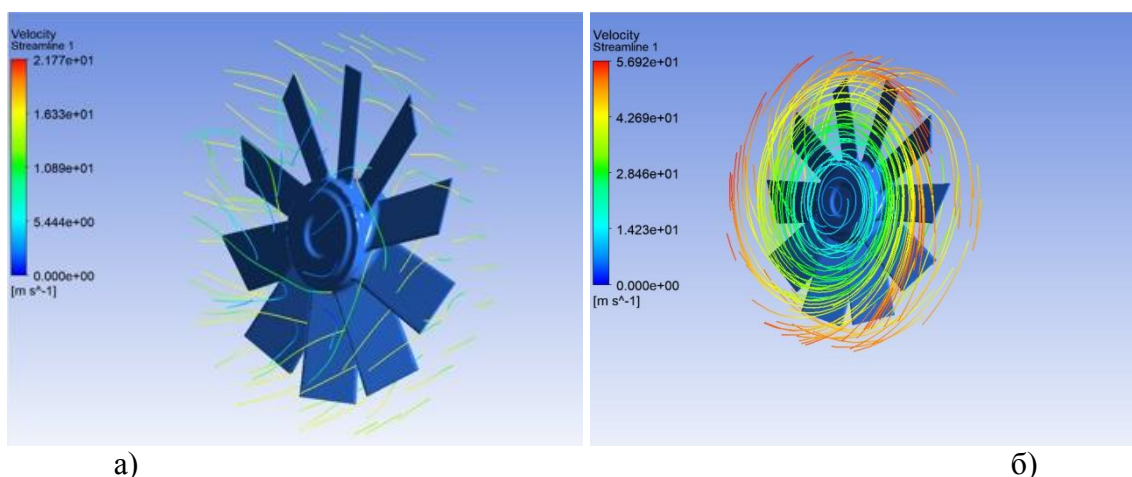 Velocity
Streamline 1
2.177e+01
1.633e+01
1.089e+01
5.444e+00
0.000e+00
[m s^-1]
Velocity
Streamline 1
5.692e+01
4.269e+01
2.846e+01
1.423e+01
0.000e+00
[m s^-1]
а)
б)